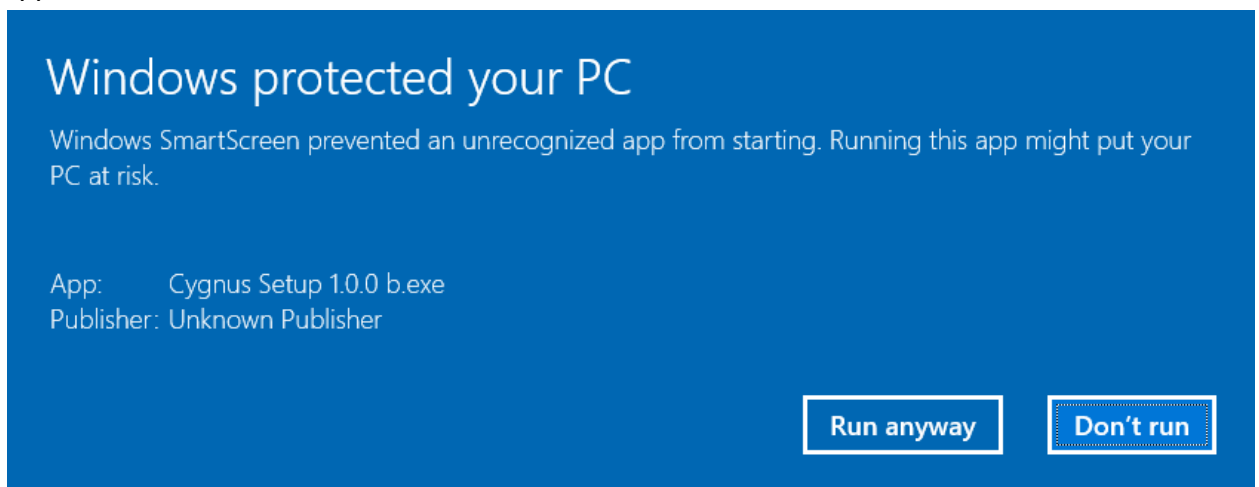 Windows protected your PC
Windows SmartScreen prevented an unrecognized app from starting. Running this app might put your
PC at risk.
App: Cygnus Setup 1.0.0 b.exe
Publisher: Unknown Publisher
Run anyway Don't run